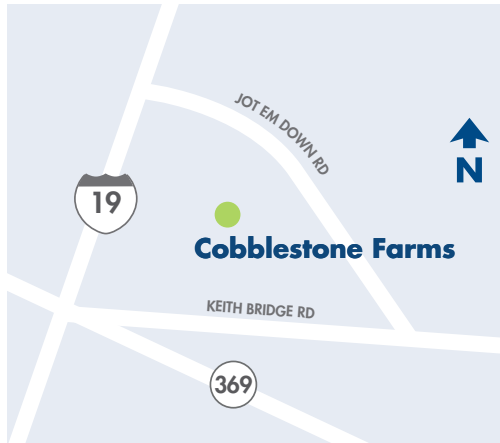 JOT EM DOWN RD
N
19
Cobblestone Farms
KEITH BRIDGE RD
369